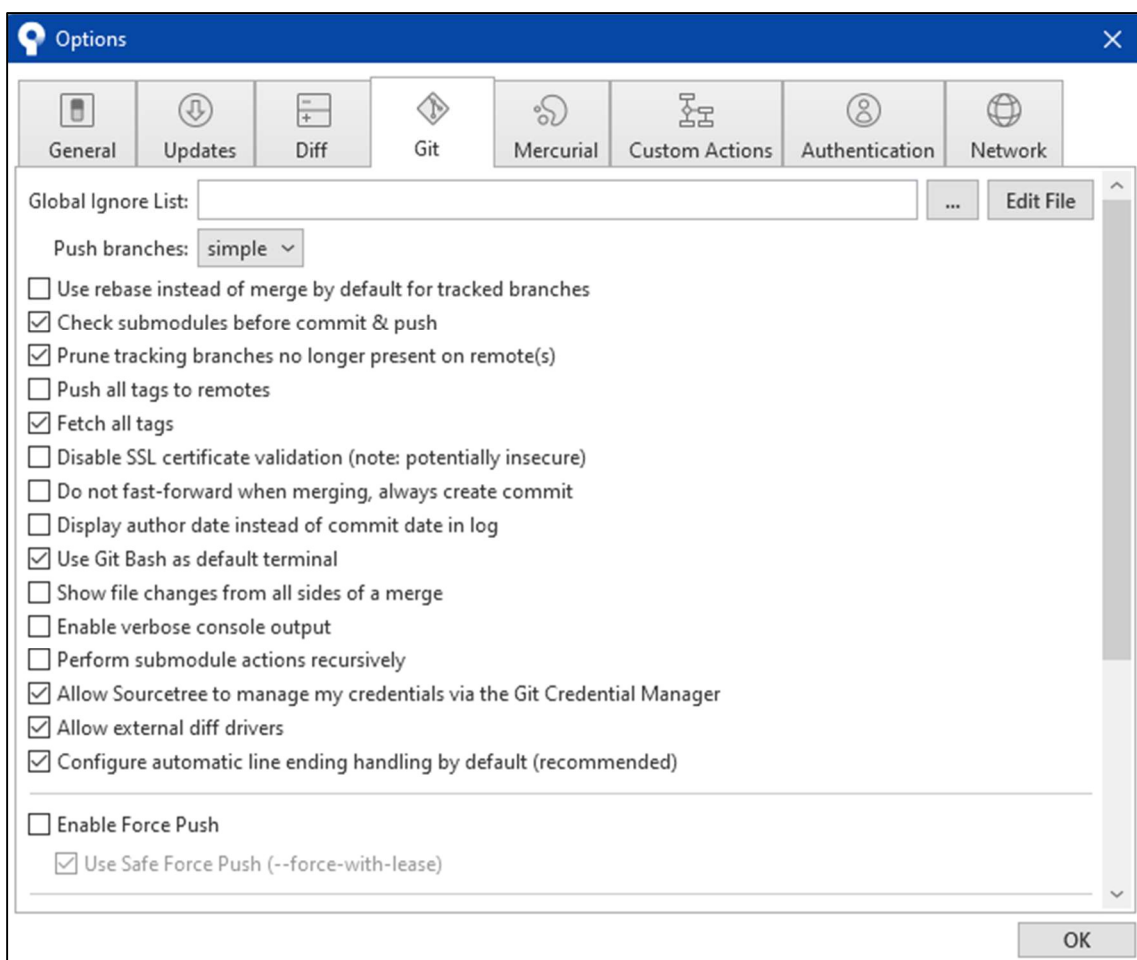 Options
General Updates Diff Git Mercurial Custom Actions Authentication Network
Global Ignore List: ... Edit File
Push branches: simple
Use rebase instead of merge by default for tracked branches
Check submodules before commit & push
Prune tracking branches no longer present on remote(s)
Push all tags to remotes
Fetch all tags
Disable SSL certificate validation (note: potentially insecure)
Do not fast-forward when merging, always create commit
Display author date instead of commit date in log
Use Git Bash as default terminal
Show file changes from all sides of a merge
Enable verbose console output
Perform submodule actions recursively
Allow Sourcetree to manage my credentials via the Git Credential Manager
Allow external diff drivers
Configure automatic line ending handling by default (recommended)
Enable Force Push
Use Safe Force Push (--force-with-lease)
OK